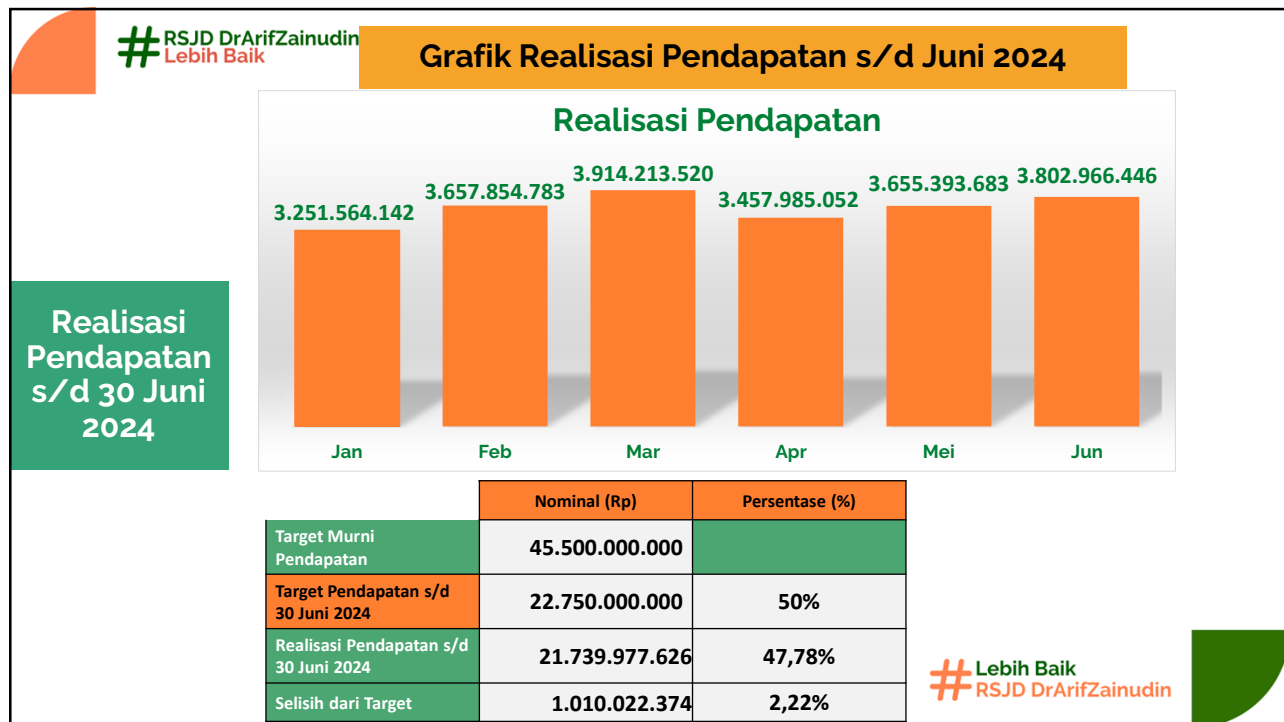 #RSJD DrArifZainudin
Lebih Baik
Grafik Realisasi Pendapatan s/d Juni 2024
Realisasi Pendapatan
3.251.564.142
3.657.854.783
3.914.213.520
3.457.985.052
3.655.393.683
3.802.966.446
Jan
Feb
Mar
Apr
Mei
Jun
Realisasi
Pendapatan
s/d 30 Juni
2024
Nominal (Rp) Persentase (%)
Target Murni
Pendapatan
45.500.000.000
Target Pendapatan s/d
30 Juni 2024
22.750.000.000 50%
Realisasi Pendapatan s/d
30 Juni 2024
21.739.977.626 47,78%
Selisih dari Target 1.010.022.374 2,22%
#Lebih Baik
RSJD DrArifZainudin